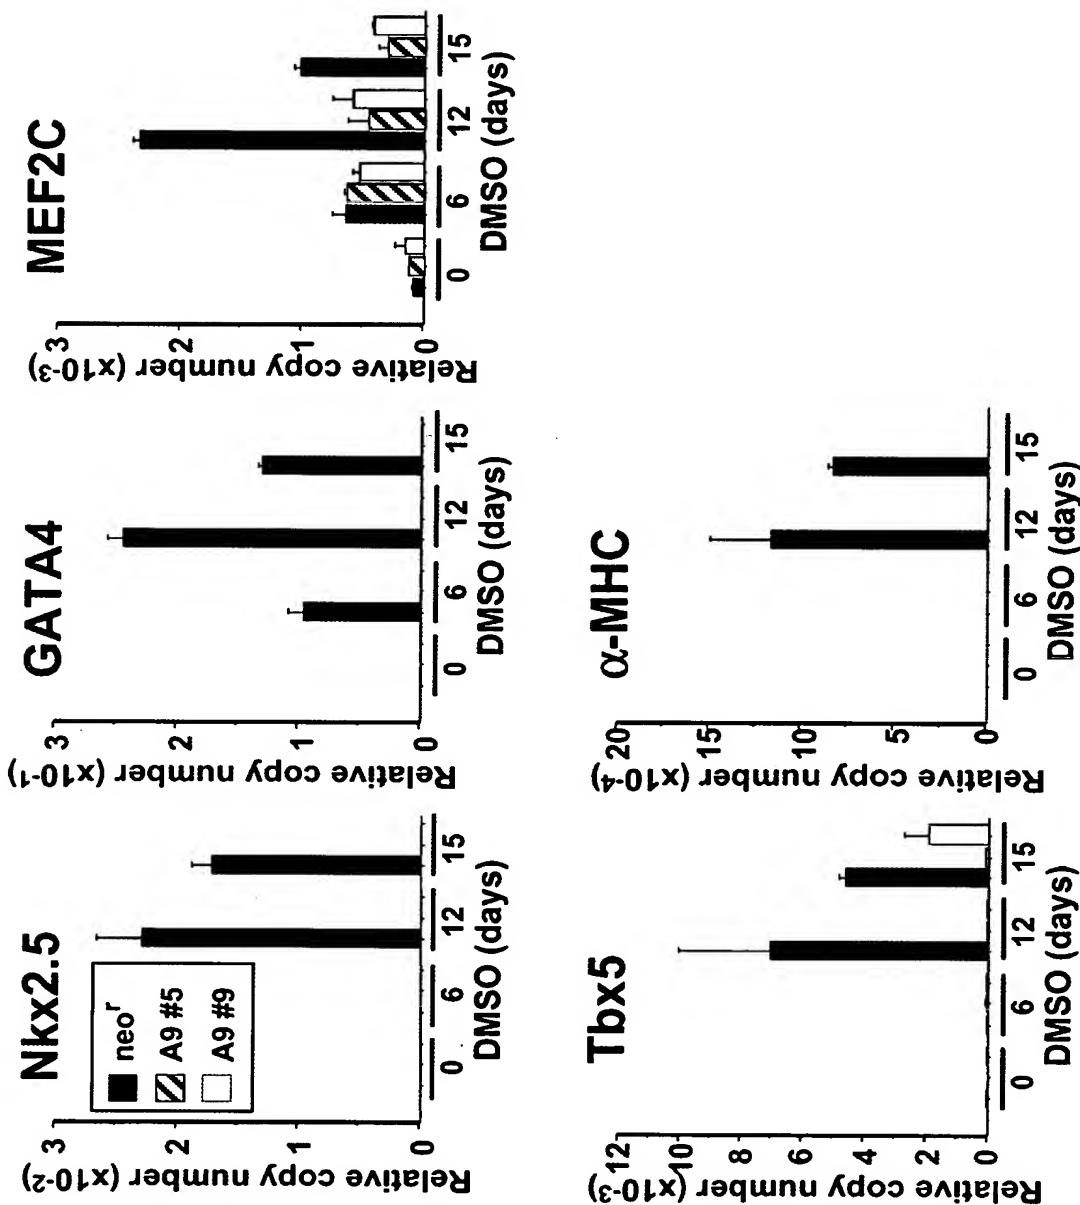 Nkx2.5
Relative copy number (x10-2)
3
2
1
0
neo^r
A9 #5
A9 #9
0 6 12 15
DMSO (days)
GATA4
Relative copy number (x10-1)
3
2
1
0
0 6 12 15
DMSO (days)
MEF2C
Relative copy number (x10-3)
3
2
1
0
0 6 12 15
DMSO (days)
Tbx5
Relative copy number (x10-3)
12
10
8
6
4
2
0
0 6 12 15
DMSO (days)
α-MHC
Relative copy number (x10-4)
20
15
10
5
0
0 6 12 15
DMSO (days)